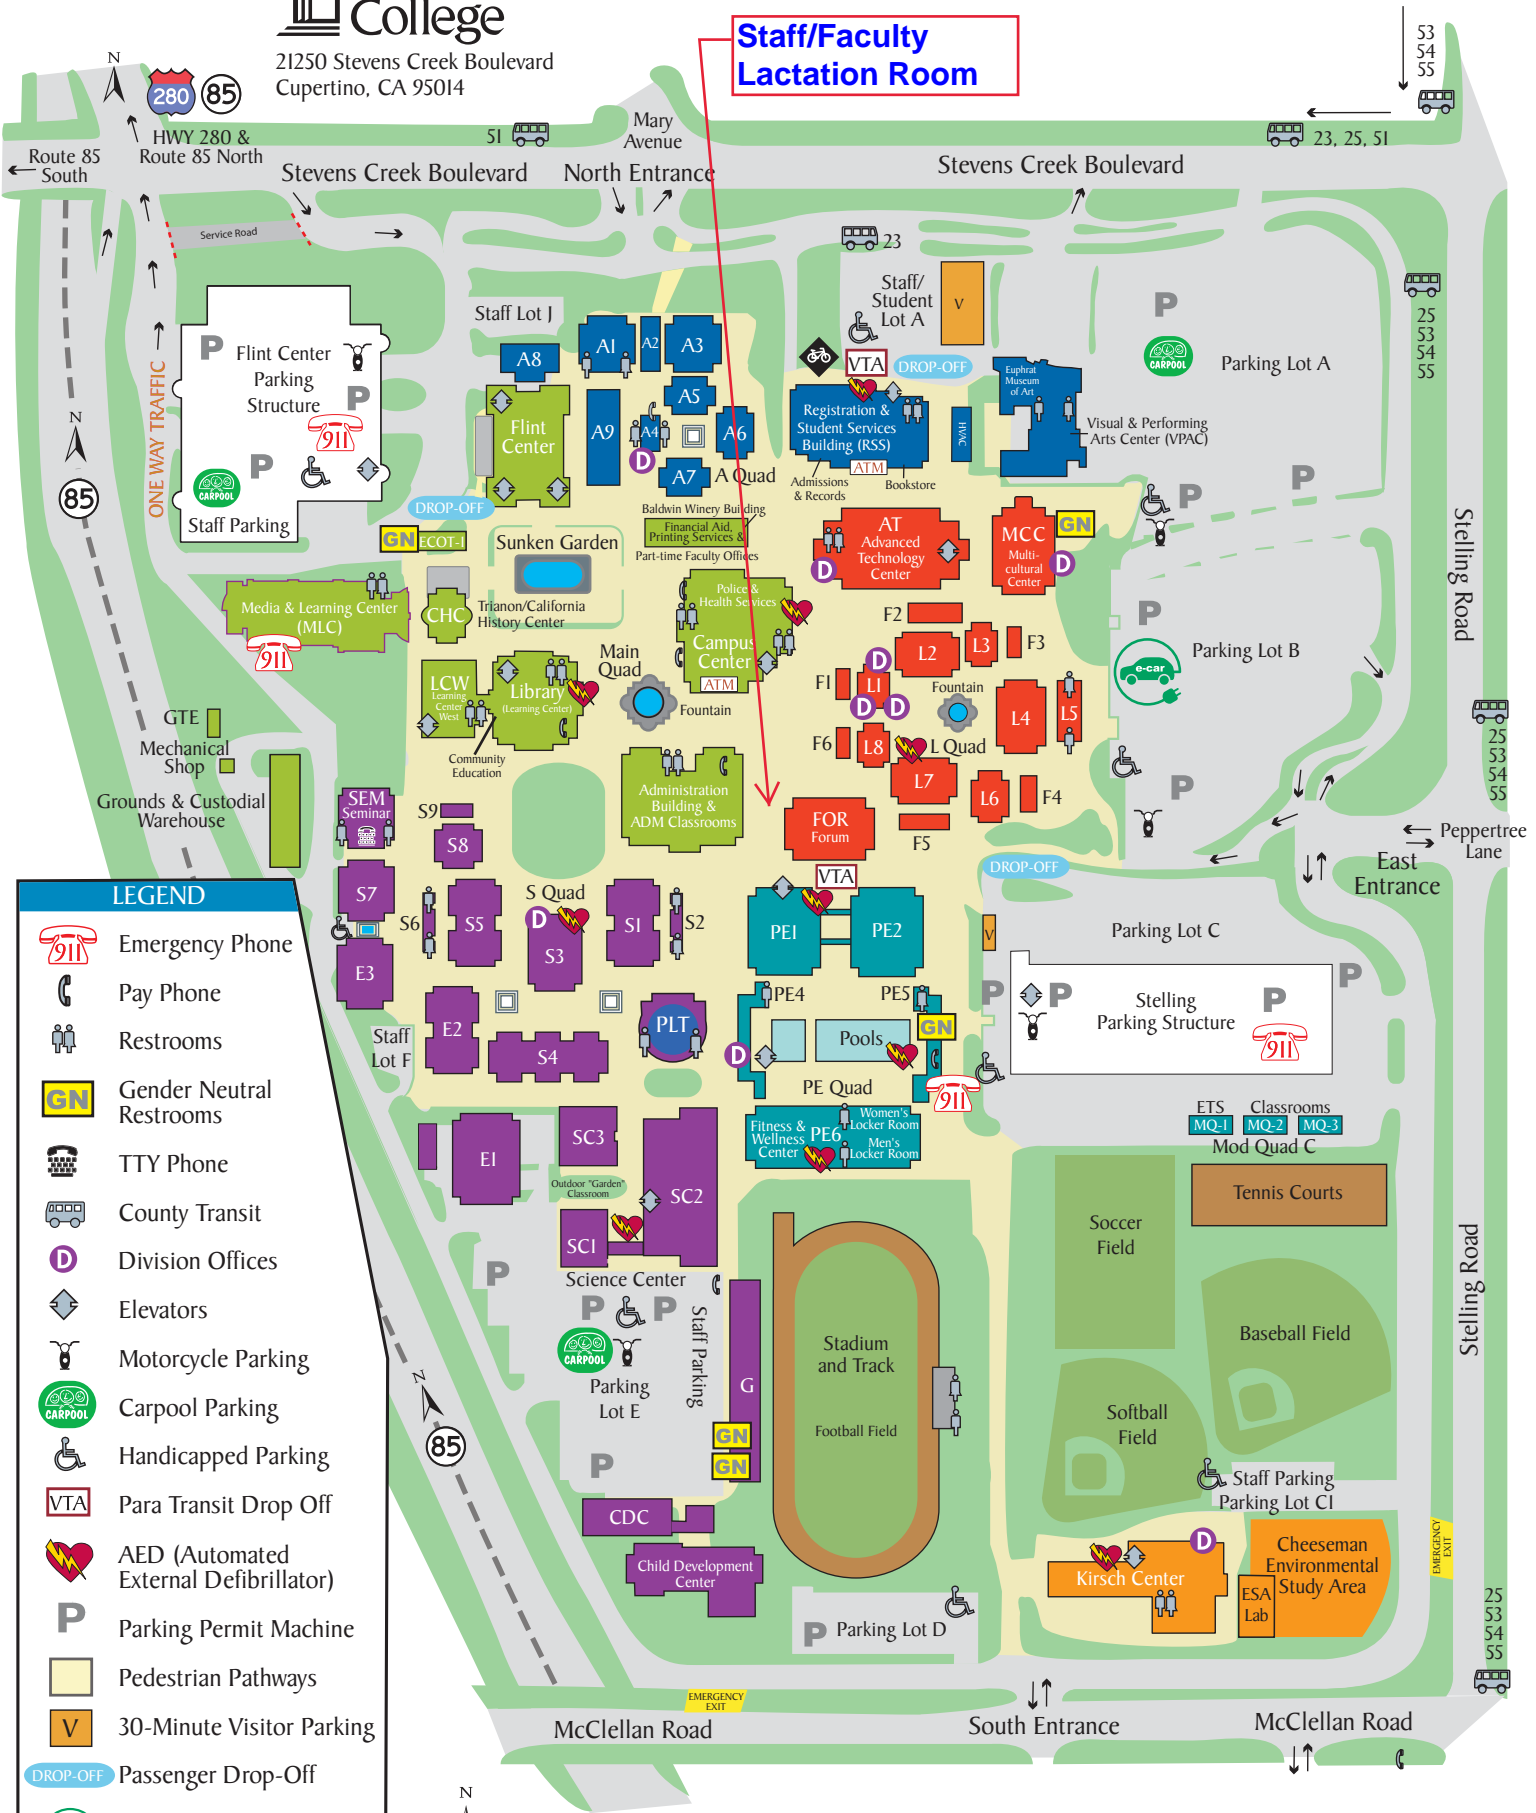 College
21250 Stevens Creek Boulevard
Cupertino, CA 95014
Staff/Faculty
Lactation Room
53
54
55
N
280
85
HWY 280 &
Route 85 North
Route 85
South
51
Mary
Avenue
23, 25, 51
Stevens Creek Boulevard
North Entrance
Stevens Creek Boulevard
Service Road
23
Staff/
Student
Lot A
V
Staff Lot J
P
Flint Center
Parking
Structure
P
911
P
CARPOOL
Staff Parking
ONE WAY TRAFFIC
N
85
A8
A1
A2
A3
A5
A9
A4
A6
D
A7
A Quad
Flint
Center
DROP-OFF
VTA
DROP-OFF
Registration &
Student Services
Building (RSS)
ATM
Admissions
& Records
Bookstore
HVAC
Euphrat
Museum
of Art
Visual & Performing
Arts Center (VPAC)
P
CARPOOL
Parking Lot A
25
53
54
55
P
P
Baldwin Winery Building
Financial Aid,
Printing Services &
Part-time Faculty Offices
GN
ECOT-1
Sunken Garden
AT
Advanced
Technology
Center
D
MCC
Multi-
cultural
Center
GN
D
Stelling Road
Media & Learning Center
(MLC)
911
CHC
Trianon/California
History Center
Police &
Health Services
Campus
Center
ATM
Main
Quad
Fountain
F2
L2
L3
F3
D
F1
L1
D
D
Fountain
L4
L5
F6
L8
L Quad
L7
L6
F4
F5
P
e-car
Parking Lot B
P
LCW
Learning
Center
West
Library
(Learning Center)
Community
Education
GTE
Mechanical
Shop
Grounds & Custodial
Warehouse
Administration
Building &
ADM Classrooms
FOR
Forum
VTA
DROP-OFF
25
53
54
55
Peppertree
Lane
East
Entrance
SEM
Seminar
S9
S8
S7
S6
S5
S Quad
D
S3
S1
S2
E3
PE1
PE2
V
Parking Lot C
P
P
P
Stelling
Parking Structure
P
911
E2
Staff
Lot F
S4
PLT
PE4
PE5
D
Pools
GN
PE Quad
911
ETS
Classrooms
MQ-1
MQ-2
MQ-3
Mod Quad C
Fitness &
Wellness
Center
PE6
Women's
Locker Room
Men's
Locker Room
E1
SC3
SC2
Outdoor "Garden"
Classroom
SC1
Science Center
Soccer
Field
Tennis Courts
Baseball Field
Softball
Field
Stelling Road
P
P
P
CARPOOL
Parking
Lot E
Staff Parking
G
GN
GN
P
Stadium
and Track
Football Field
N
85
CDC
Child Development
Center
Staff Parking
Parking Lot C1
D
Kirsch Center
ESA
Lab
Cheeseman
Environmental
Study Area
EMERGENCY
EXIT
P
Parking Lot D
25
53
54
55
EMERGENCY
EXIT
McClellan Road
South Entrance
McClellan Road
N
LEGEND
911
Emergency Phone
Pay Phone
Restrooms
GN
Gender Neutral
Restrooms
TTY Phone
County Transit
D
Division Offices
Elevators
Motorcycle Parking
CARPOOL
Carpool Parking
Handicapped Parking
VTA
Para Transit Drop Off
AED (Automated
External Defibrillator)
P
Parking Permit Machine
Pedestrian Pathways
V
30-Minute Visitor Parking
DROP-OFF
Passenger Drop-Off